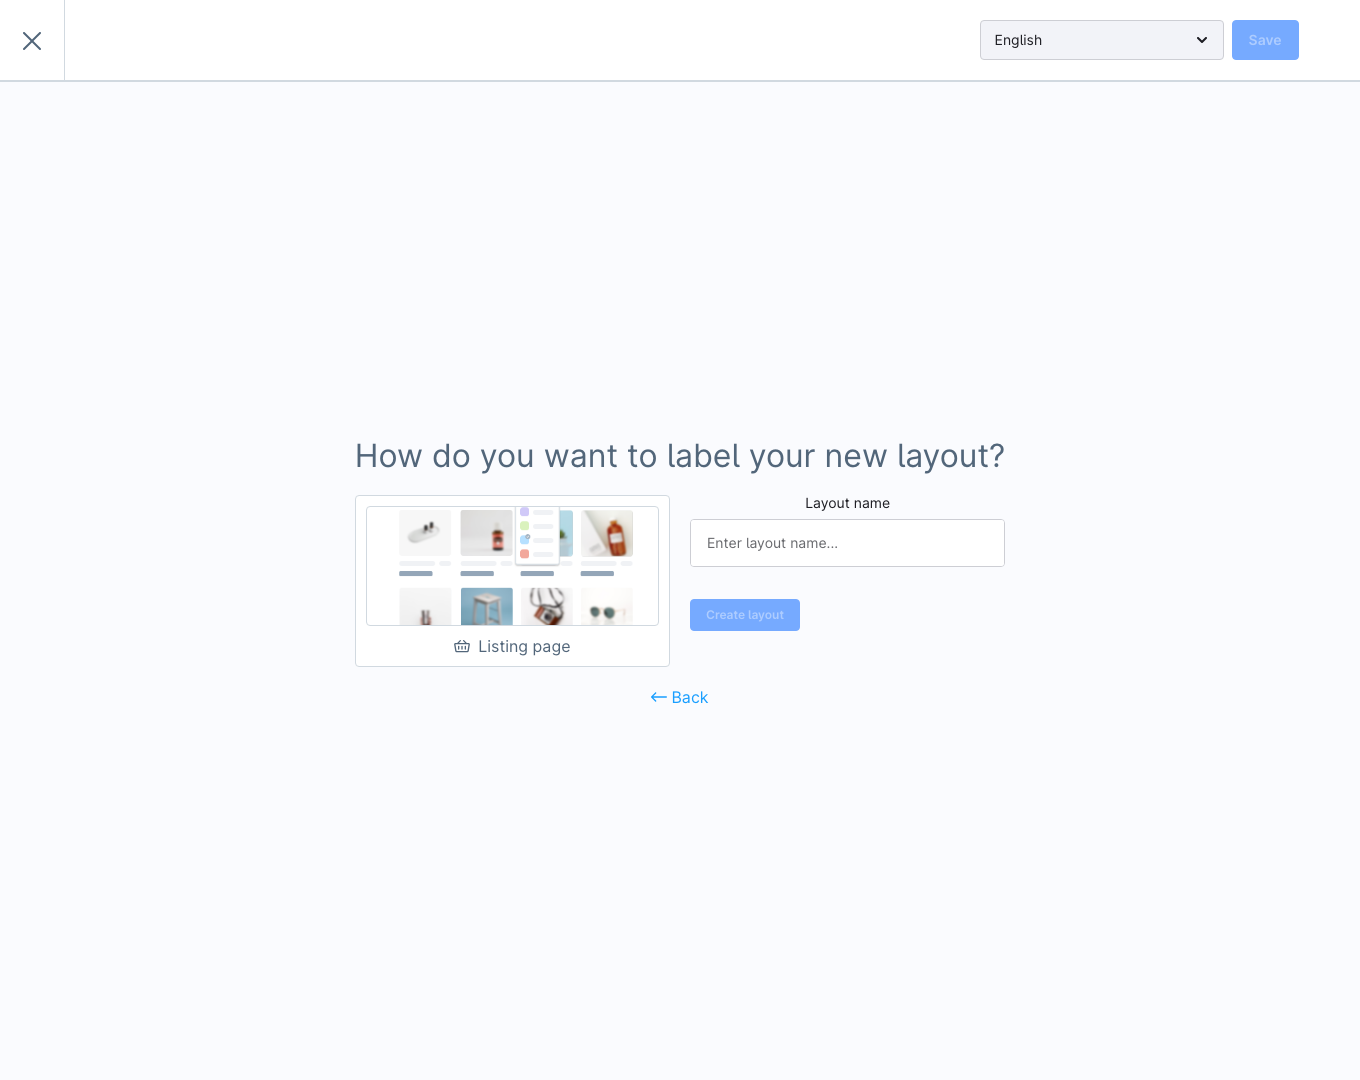 English
Save
How do you want to label your new layout?
Layout name
Enter layout name...
Create layout
Listing page
Back